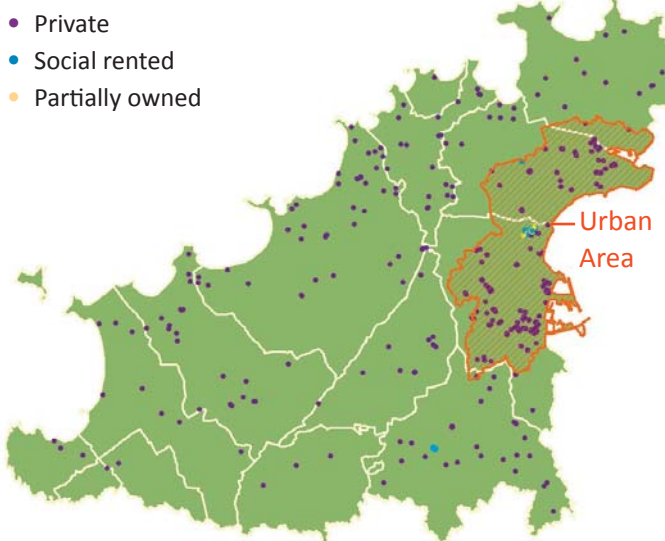 Private
Social rented
Partially owned
Urban
Area